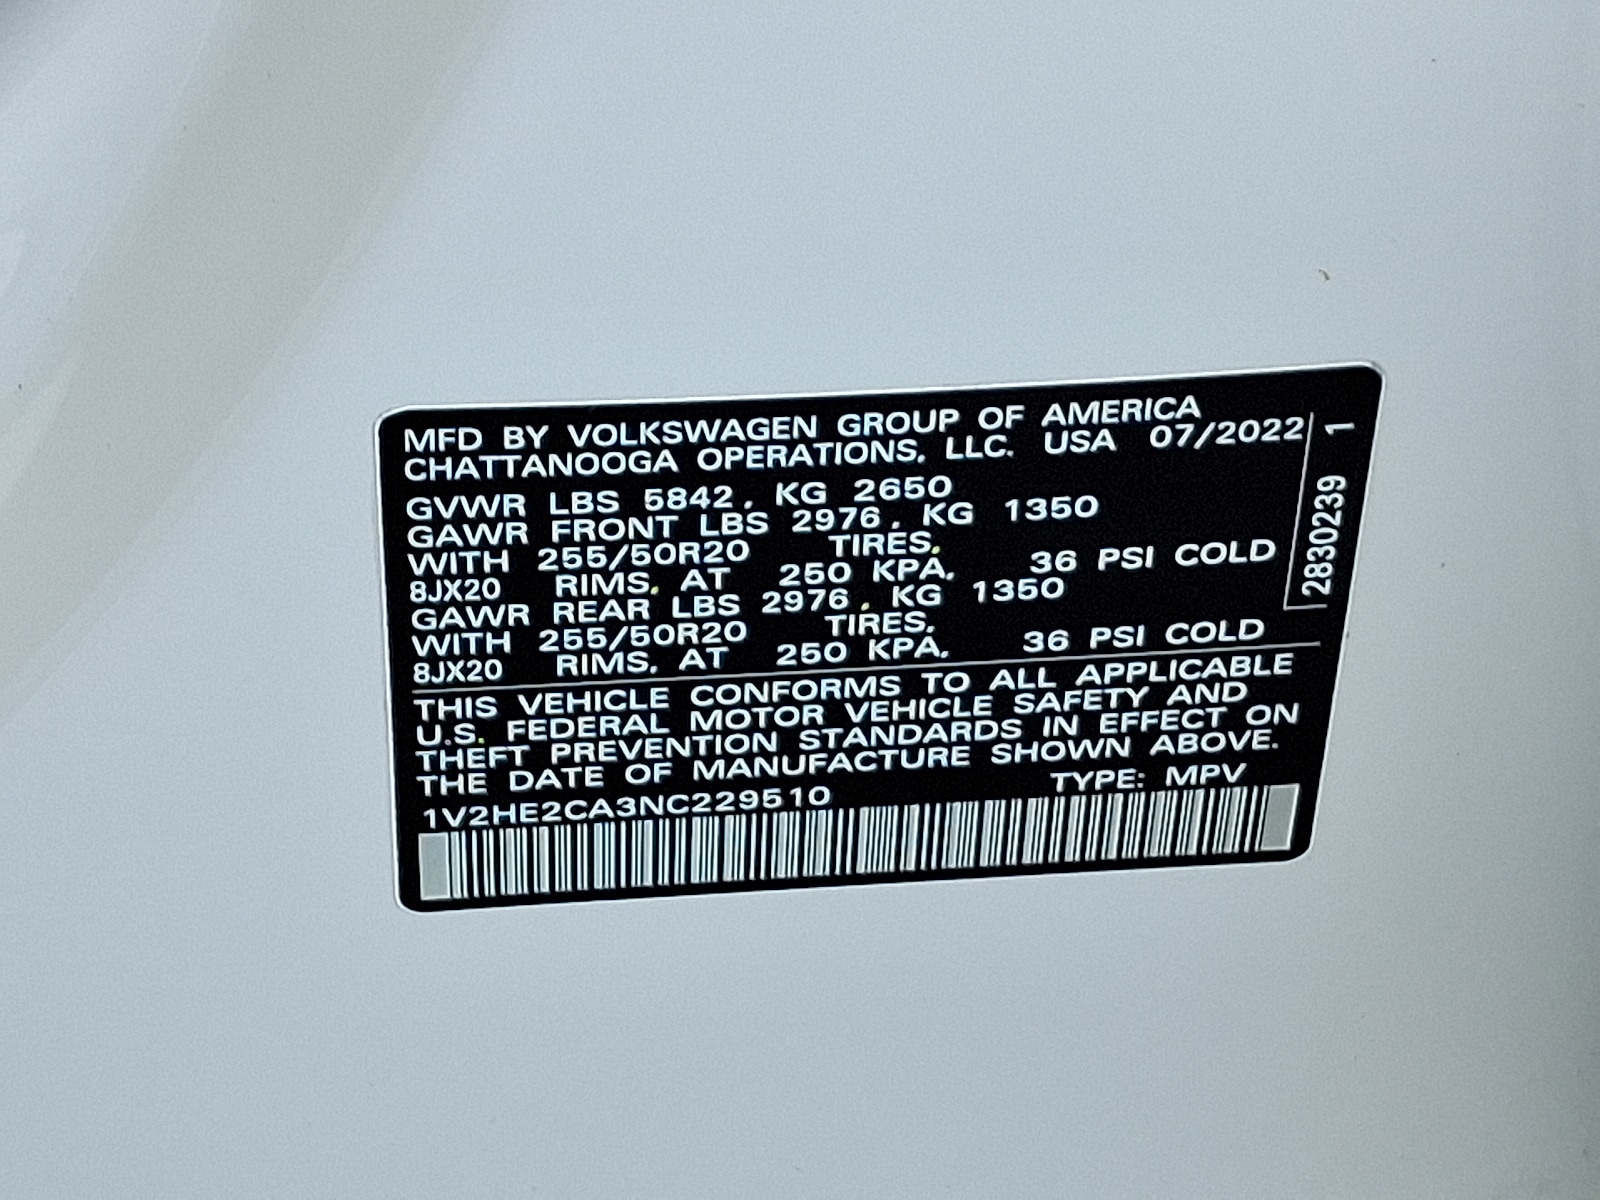 MFD BY VOLKSWAGEN GROUP OF AMERICA
CHATTANOOGA OPERATIONS, LLC. USA 07/2022
GVWR LBS 5842, KG 2650
GAWR FRONT LBS 2976, KG 1350
WITH 255/50R20 TIRES,
8JX20 RIMS, AT 250 KPA, 36 PSI COLD
GAWR REAR LBS 2976, KG 1350
WITH 255/50R20 TIRES,
8JX20 RIMS, AT 250 KPA, 36 PSI COLD
THIS VEHICLE CONFORMS TO ALL APPLICABLE
U.S. FEDERAL MOTOR VEHICLE SAFETY AND
THEFT PREVENTION STANDARDS IN EFFECT ON
THE DATE OF MANUFACTURE SHOWN ABOVE.
1V2HE2CA3NC229510 TYPE: MPV
2830239 1